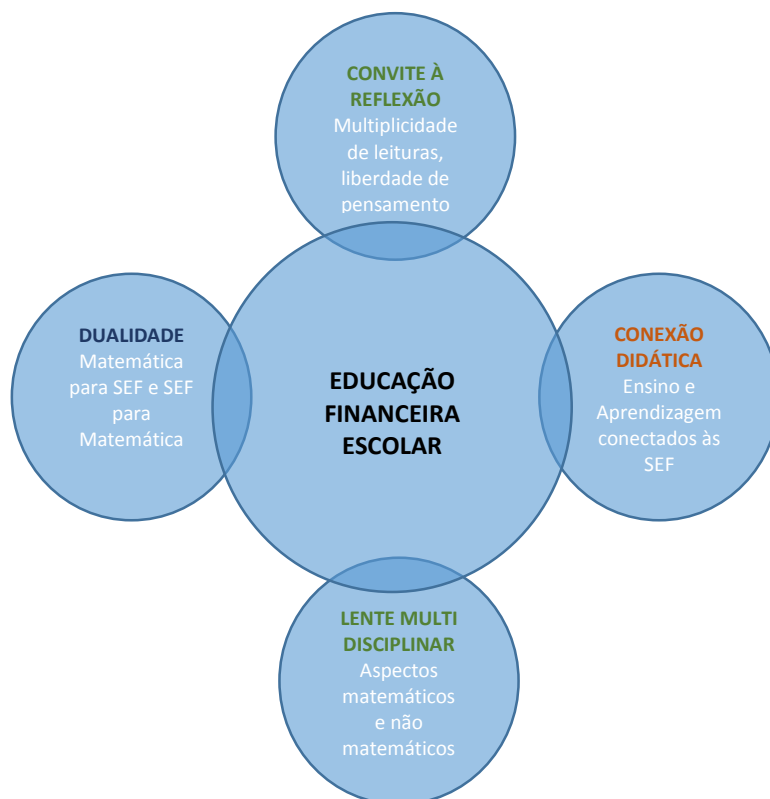 CONVITE À
REFLEXÃO
Multiplicidade
de leituras,
liberdade de
pensamento
DUALIDADE
Matemática
para SEF e SEF
para
Matemática
EDUCAÇÃO
FINANCEIRA
ESCOLAR
CONEXÃO
DIDÁTICA
Ensino e
Aprendizagem
conectados às
SEF
LENTE MULTI
DISCIPLINAR
Aspectos
matemáticos
e não
matemáticos